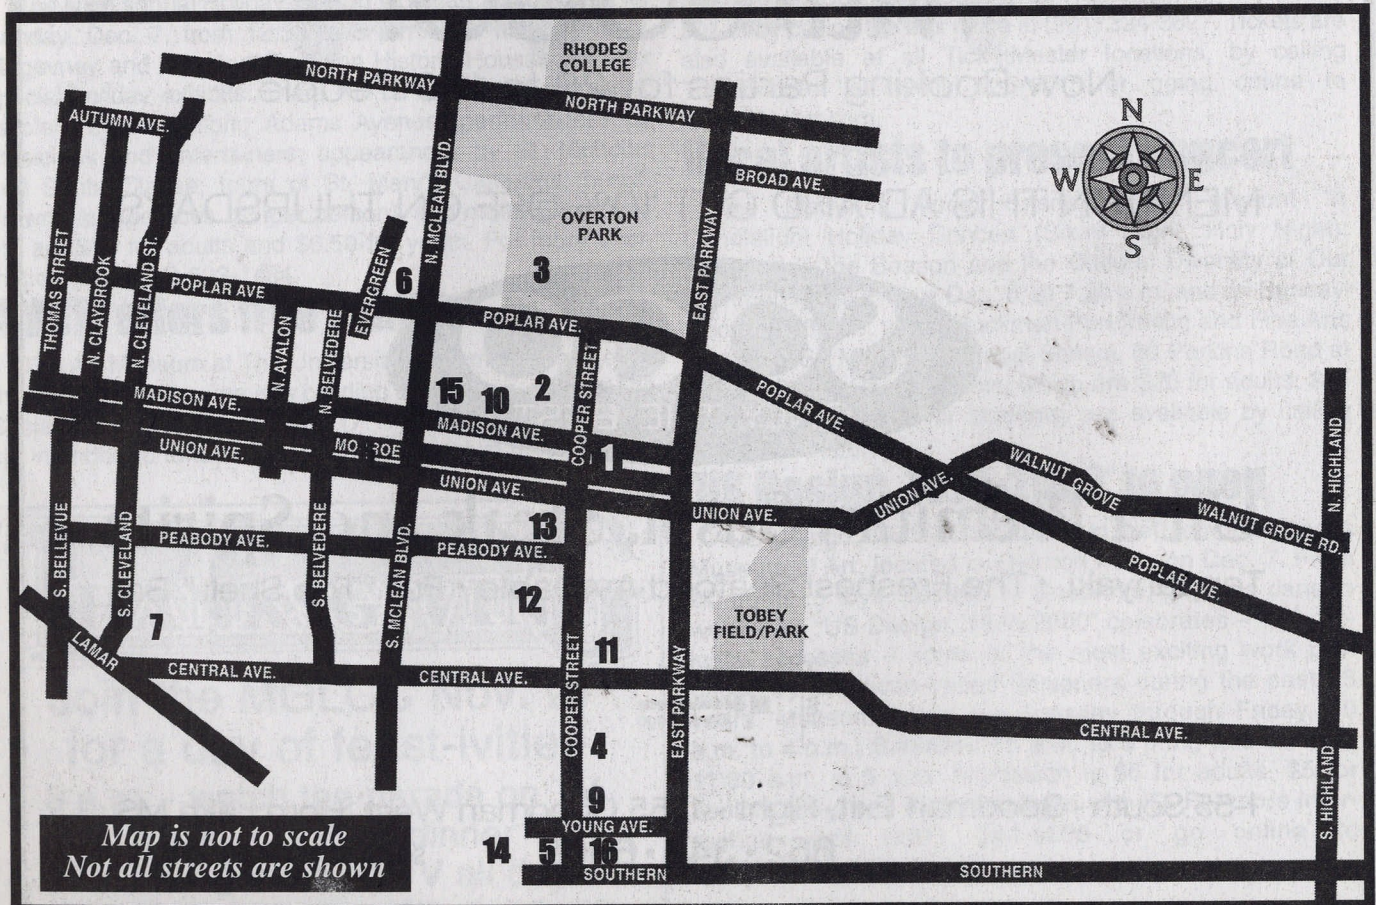 RHODES
COLLEGE
NORTH PARKWAY
NORTH PARKWAY
AUTUMN AVE.
N. MCLEAN BLVD.
BROAD AVE.
OVERTON
PARK
N
W
E
S
THOMAS STREET
N. CLAYBROOK
N. CLEVELAND ST.
EVERGREEN
EAST PARKWAY
6
3
POPLAR AVE
N. AVALON
N. BELVEDERE
POPLAR AVE.
COOPER STREET
15
10
2
POPLAR AVE.
MADISON AVE.
MADISON AVE.
N. HIGHLAND
UNION AVE.
MONROE
1
UNION AVE.
WALNUT GROVE
UNION AVE.
UNION AVE.
WALNUT GROVE RD.
S. BELLEVUE
S. CLEVELAND
PEABODY AVE.
S. BELVEDERE
S. MCLEAN BLVD.
PEABODY AVE.
13
POPLAR AVE.
12
TOBEY
FIELD/PARK
7
LAMAR
CENTRAL AVE.
CENTRAL AVE.
COOPER STREET
11
EAST PARKWAY
CENTRAL AVE.
4
9
S. HIGHLAND
YOUNG AVE.
14
5
16
SOUTHERN
SOUTHERN
Map is not to scale
Not all streets are shown